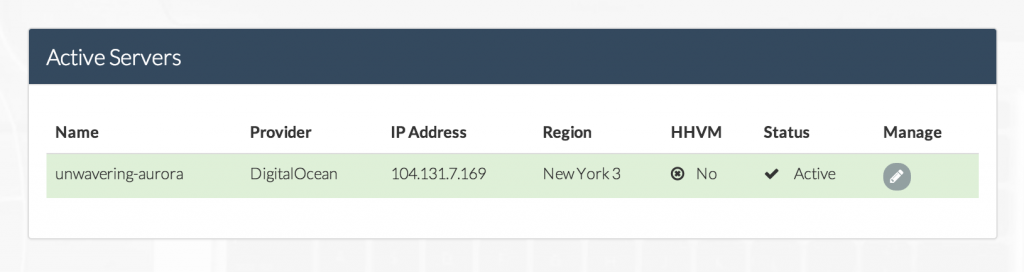 Active Servers
Name Provider IP Address Region HHVM Status Manage
unwavering-aurora DigitalOcean 104.131.7.169 New York 3 No Active